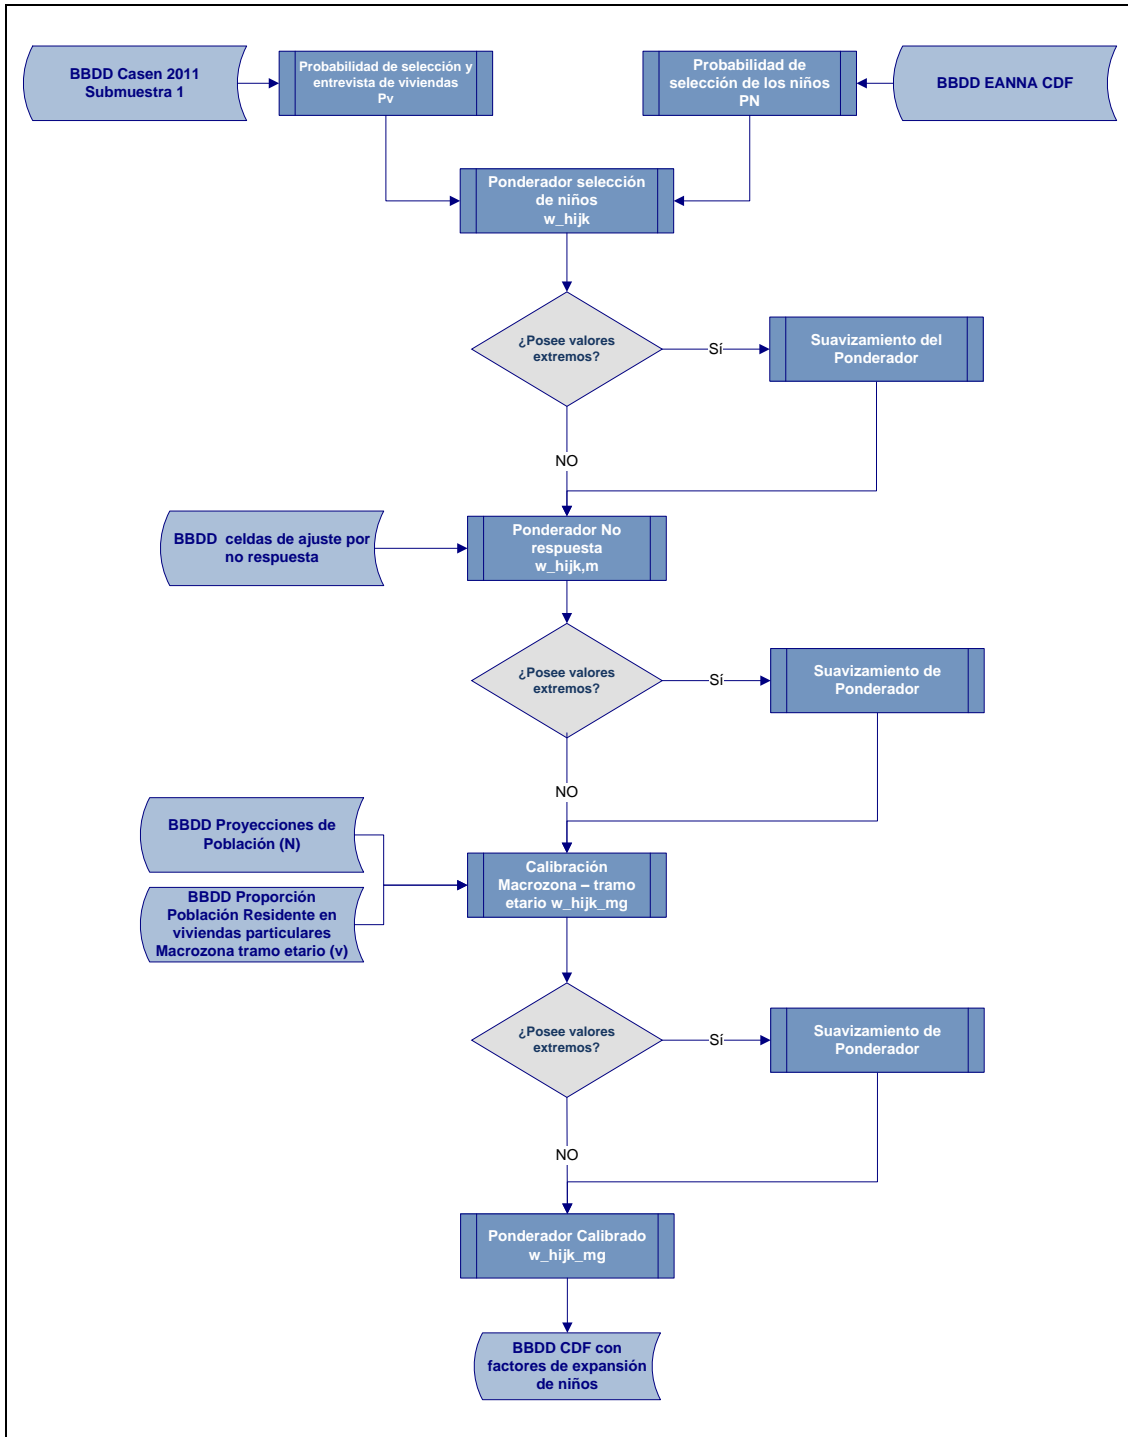 BBDD Casen 2011
Submuestra 1
Probabilidad de selección y
entrevista de viviendas
Pv
Probabilidad de
selección de los niños
PN
BBDD EANNA CDF
Ponderador selección
de niños
w_hijk
¿Posee valores
extremos?
Sí
Suavizamiento del
Ponderador
NO
BBDD  celdas de ajuste por
no respuesta
Ponderador No
respuesta
w_hijk,m
¿Posee valores
extremos?
Sí
Suavizamiento de
Ponderador
NO
BBDD Proyecciones de
Población (N)
BBDD Proporción
Población Residente en
viviendas particulares
Macrozona tramo etario (v)
Calibración
Macrozona – tramo
etario w_hijk_mg
¿Posee valores
extremos?
Sí
Suavizamiento de
Ponderador
NO
Ponderador Calibrado
w_hijk_mg
BBDD CDF con
factores de expansión
de niños